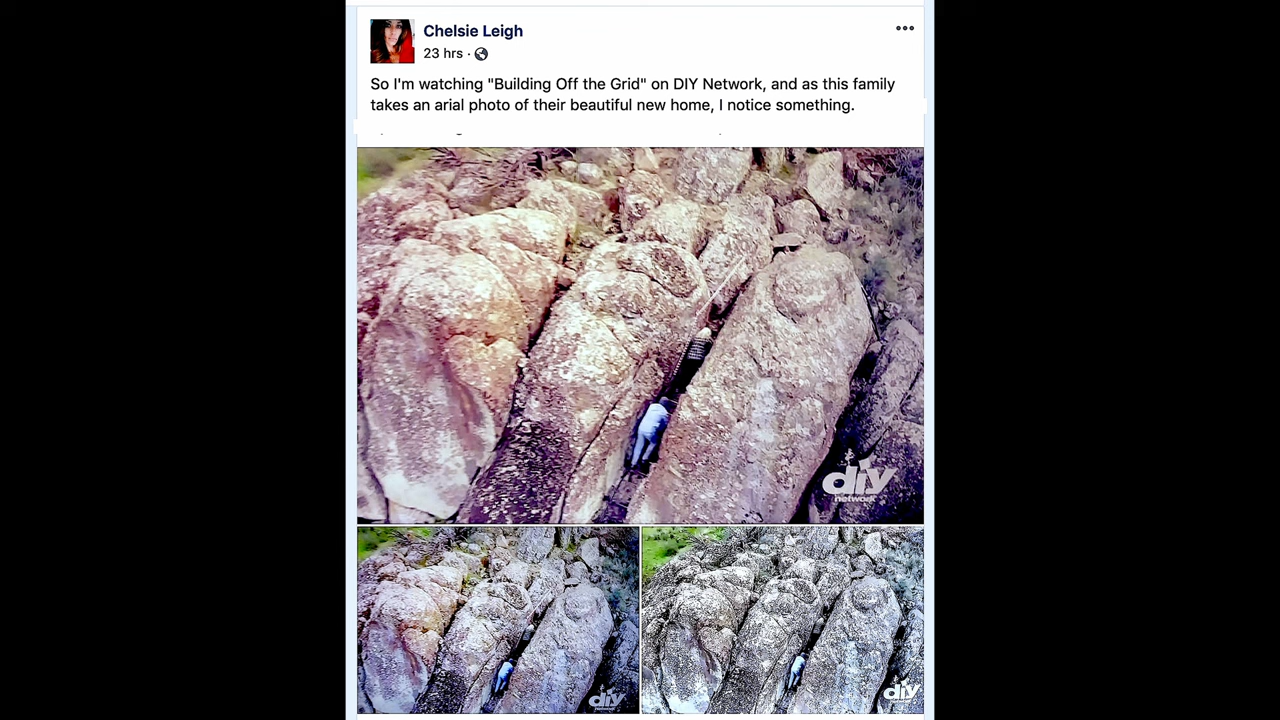 Chelsie Leigh
23 hrs ·
So I'm watching "Building Off the Grid" on DIY Network, and as this family
takes an arial photo of their beautiful new home, I notice something.
diy
network
diy
diy